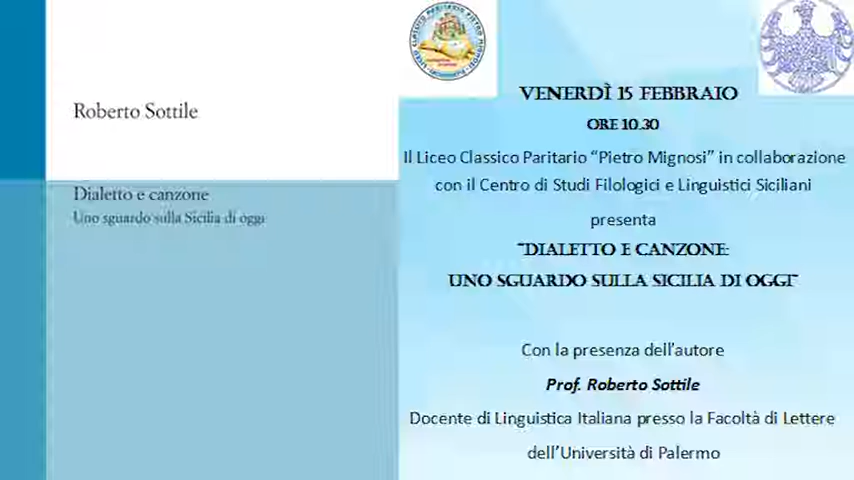 Roberto Sottile
Dialetto e canzone
Uno sguardo sulla Sicilia di oggi
VENERDÌ 15 FEBBRAIO
ORE 10.30
Il Liceo Classico Paritario “Pietro Mignosi” in collaborazione
con il Centro di Studi Filologici e Linguistici Siciliani
presenta
“DIALETTO E CANZONE:
UNO SGUARDO SULLA SICILIA DI OGGI”
Con la presenza dell’autore
Prof. Roberto Sottile
Docente di Linguistica Italiana presso la Facoltà di Lettere
dell’Università di Palermo